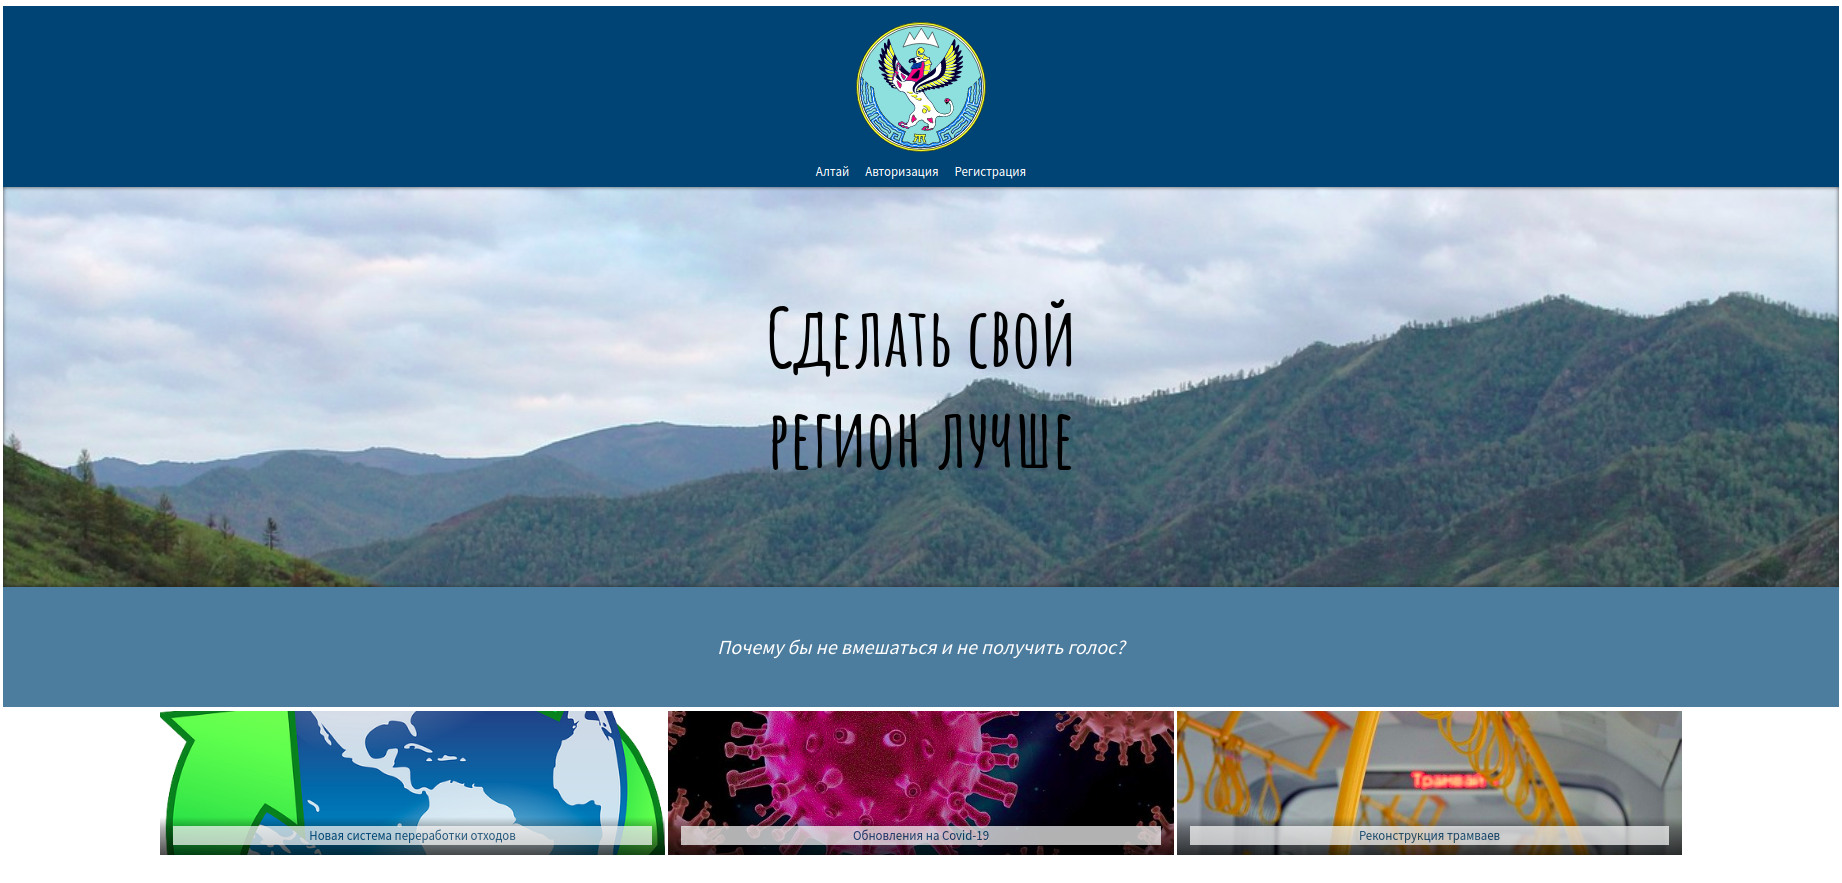 Алтай Авторизация Регистрация
Сделать свой
регион лучше
Почему бы не вмешаться и не получить голос?
Трамвай
Новая система переработки отходов
Обновления на Covid-19
Реконструкция трамваев